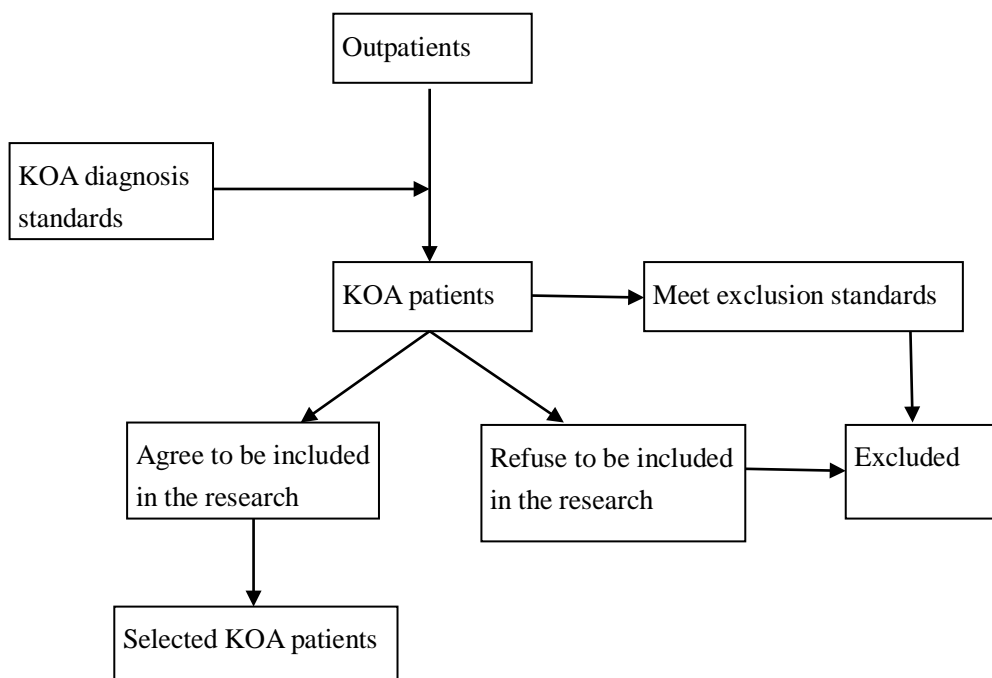 Outpatients
KOA diagnosis
standards
KOA patients
Meet exclusion standards
Agree to be included
in the research
Refuse to be included
in the research
Excluded
Selected KOA patients